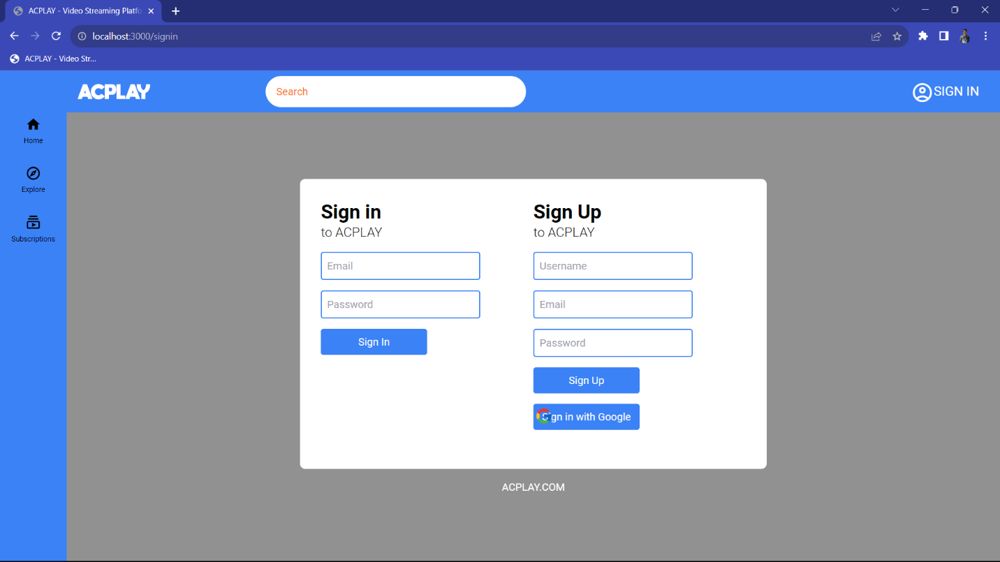 ACPLAY - Video Streaming Platfo
localhost:3000/signin
ACPLAY - Video Str...
ACPLAY
Search
SIGN IN
Home
Explore
Subscriptions
Sign in
to ACPLAY
Email
Password
Sign In
Sign Up
to ACPLAY
Username
Email
Password
Sign Up
Sign in with Google
ACPLAY.COM